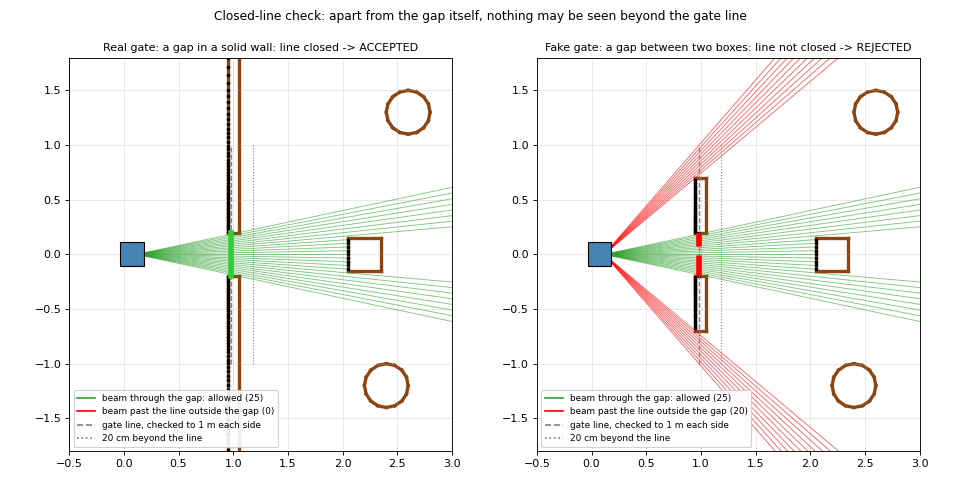 Closed-line check: apart from the gap itself, nothing may be seen beyond the gate line
Real gate: a gap in a solid wall: line closed -> ACCEPTED
1.5
1.0
0.5
0.0
−0.5
−1.0
−1.5
beam through the gap: allowed (25)
beam past the line outside the gap (0)
gate line, checked to 1 m each side
20 cm beyond the line
−0.5 0.0 0.5 1.0 1.5 2.0 2.5 3.0
Fake gate: a gap between two boxes: line not closed -> REJECTED
1.5
1.0
0.5
0.0
−0.5
−1.0
−1.5
beam through the gap: allowed (25)
beam past the line outside the gap (20)
gate line, checked to 1 m each side
20 cm beyond the line
−0.5 0.0 0.5 1.0 1.5 2.0 2.5 3.0